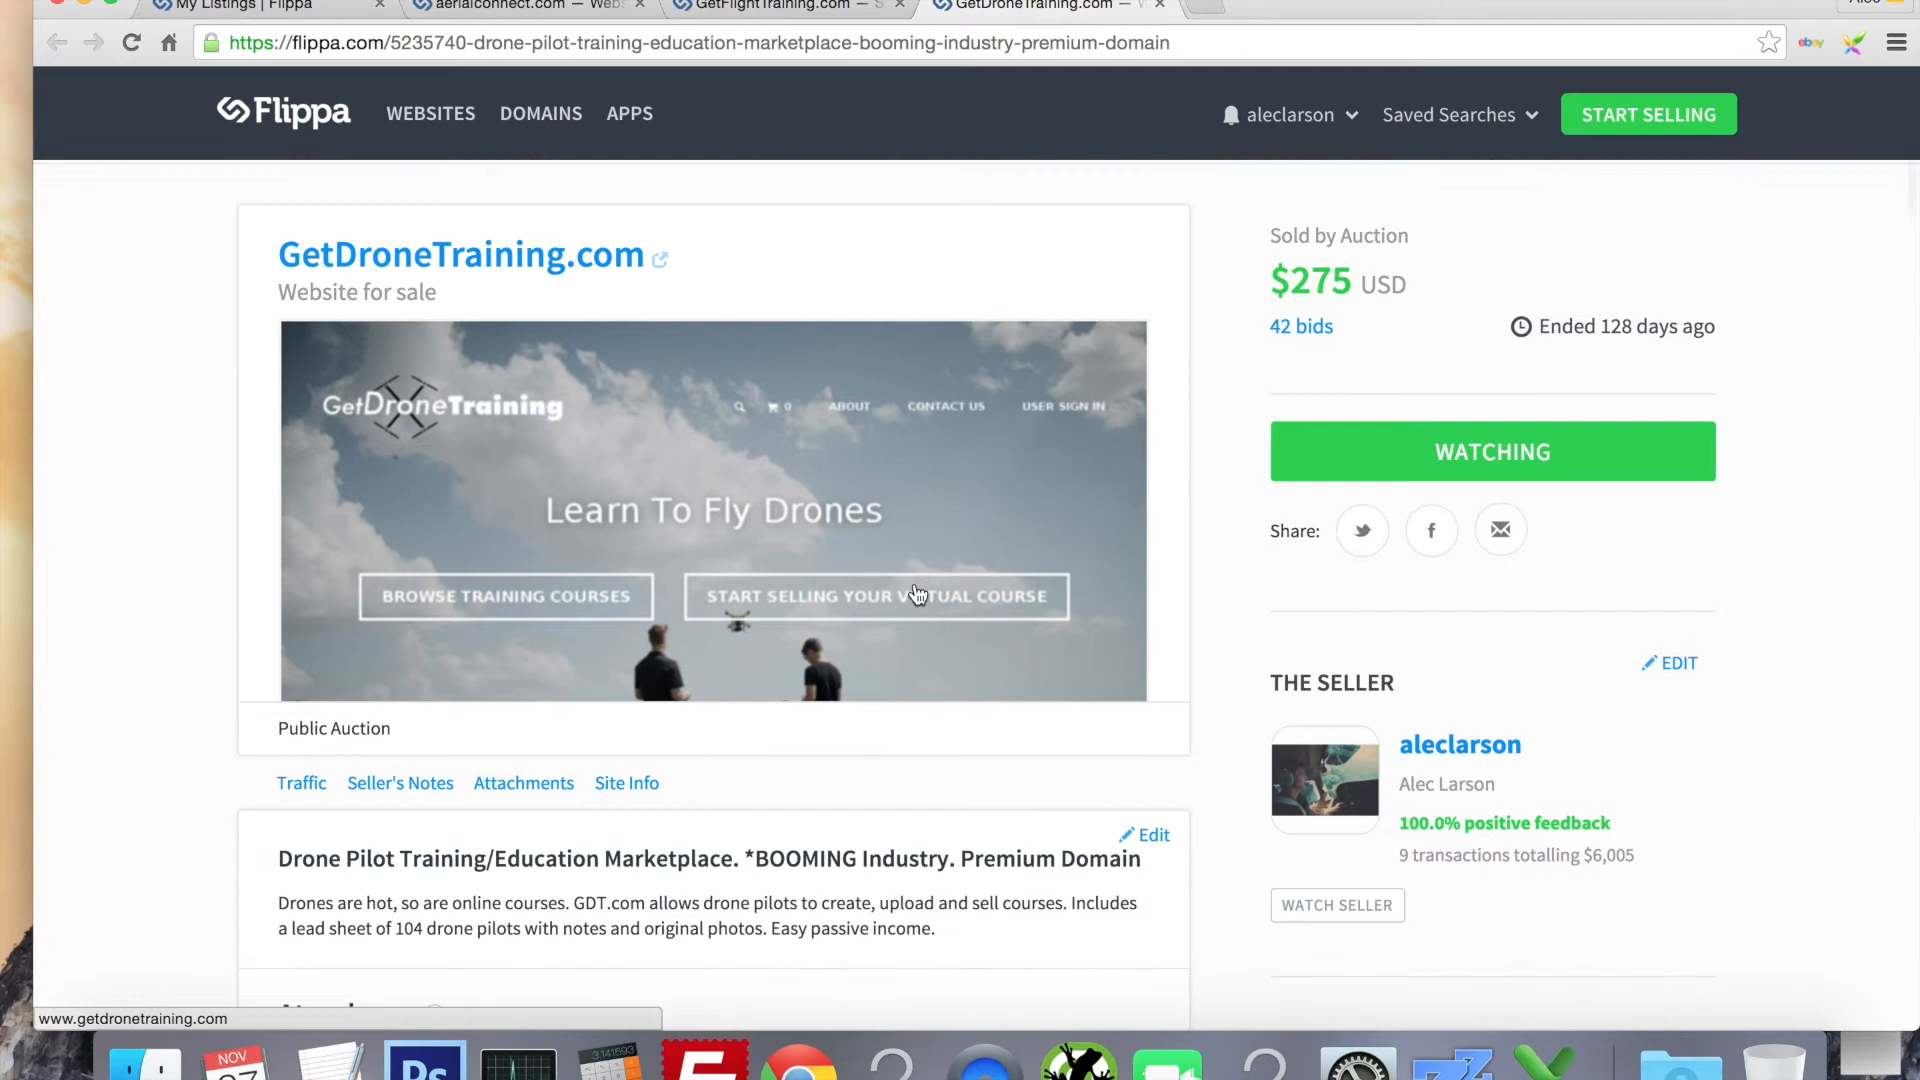 My Listings | Flippa
aerialconnect.com — Webs
GetFlightTraining.com — S
GetDroneTraining.com —
https://flippa.com/5235740-drone-pilot-training-education-marketplace-booming-industry-premium-domain
ebay
Flippa WEBSITES DOMAINS APPS
aleclarson Saved Searches START SELLING
GetDroneTraining.com
Website for sale
GetDroneTraining
0 ABOUT CONTACT US USER SIGN IN
Learn To Fly Drones
BROWSE TRAINING COURSES START SELLING YOUR VIRTUAL COURSE
Public Auction
Traffic Seller's Notes Attachments Site Info
Edit
Drone Pilot Training/Education Marketplace. *BOOMING Industry. Premium Domain
Drones are hot, so are online courses. GDT.com allows drone pilots to create, upload and sell courses. Includes
a lead sheet of 104 drone pilots with notes and original photos. Easy passive income.
Sold by Auction
$275 USD
42 bids Ended 128 days ago
WATCHING
Share:
EDIT
THE SELLER
aleclarson
Alec Larson
100.0% positive feedback
9 transactions totalling $6,005
WATCH SELLER
www.getdronetraining.com
NOV
Ps
3.141593